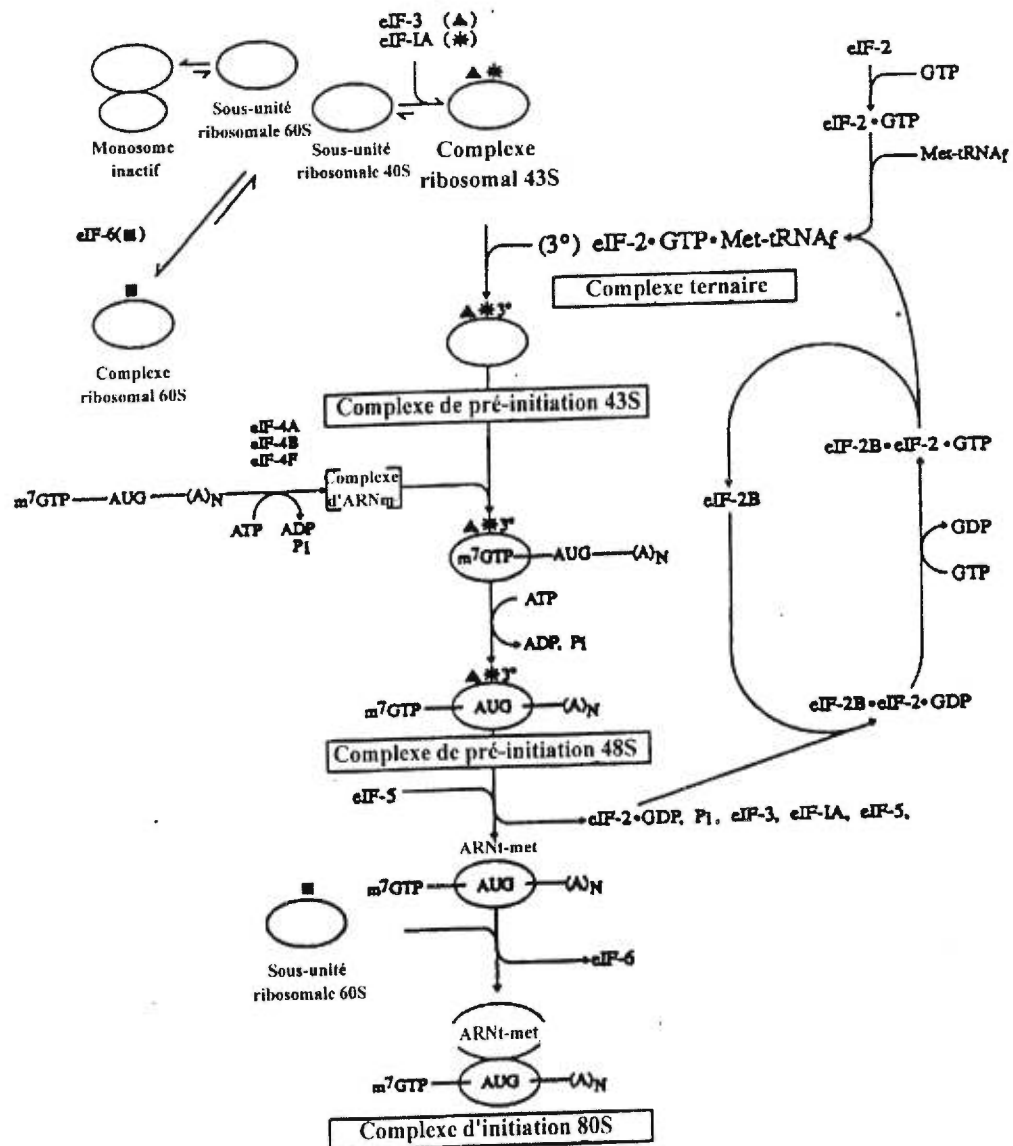 eIF-3 (▲)
eIF-IA (✷)
▲✷
Sous-unité
ribosomale 60S
Monosome
inactif
Sous-unité
ribosomale 40S
Complexe
ribosomal 43S
eIF-2
GTP
eIF-2•GTP
Met-tRNAf
eIF-6(■)
■
Complexe
ribosomal 60S
(3°) eIF-2•GTP•Met-tRNAf
Complexe ternaire
▲✷3°
Complexe de pré-initiation 43S
eIF-4A
eIF-4B
eIF-4F
m⁷GTP—AUG—(A)N
ATP
ADP
Pi
Complexe
d'ARNm
▲✷3°
m⁷GTP—AUG—(A)N
ATP
ADP, Pi
eIF-2B•eIF-2•GTP
eIF-2B
GDP
GTP
eIF-2B•eIF-2•GDP
▲✷3°
m⁷GTP—AUG—(A)N
Complexe de pré-initiation 48S
eIF-5
eIF-2•GDP, Pi, eIF-3, eIF-IA, eIF-5,
ARNt-met
m⁷GTP—AUG—(A)N
■
Sous-unité
ribosomale 60S
eIF-6
ARNt-met
m⁷GTP—AUG—(A)N
Complexe d'initiation 80S